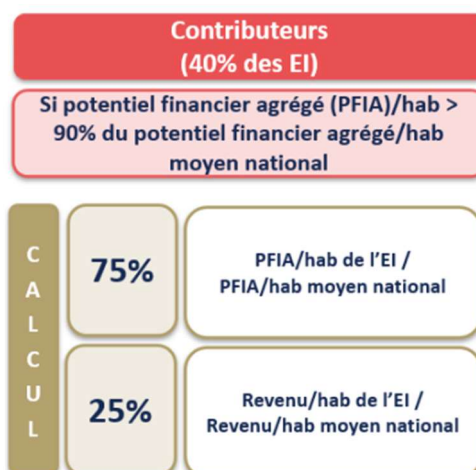 Contributeurs
(40% des EI)
Si potentiel financier agrégé (PFIA)/hab >
90% du potentiel financier agrégé/hab
moyen national
CALCUL
75%
PFIA/hab de l’EI /
PFIA/hab moyen national
25%
Revenu/hab de l’EI /
Revenu/hab moyen national